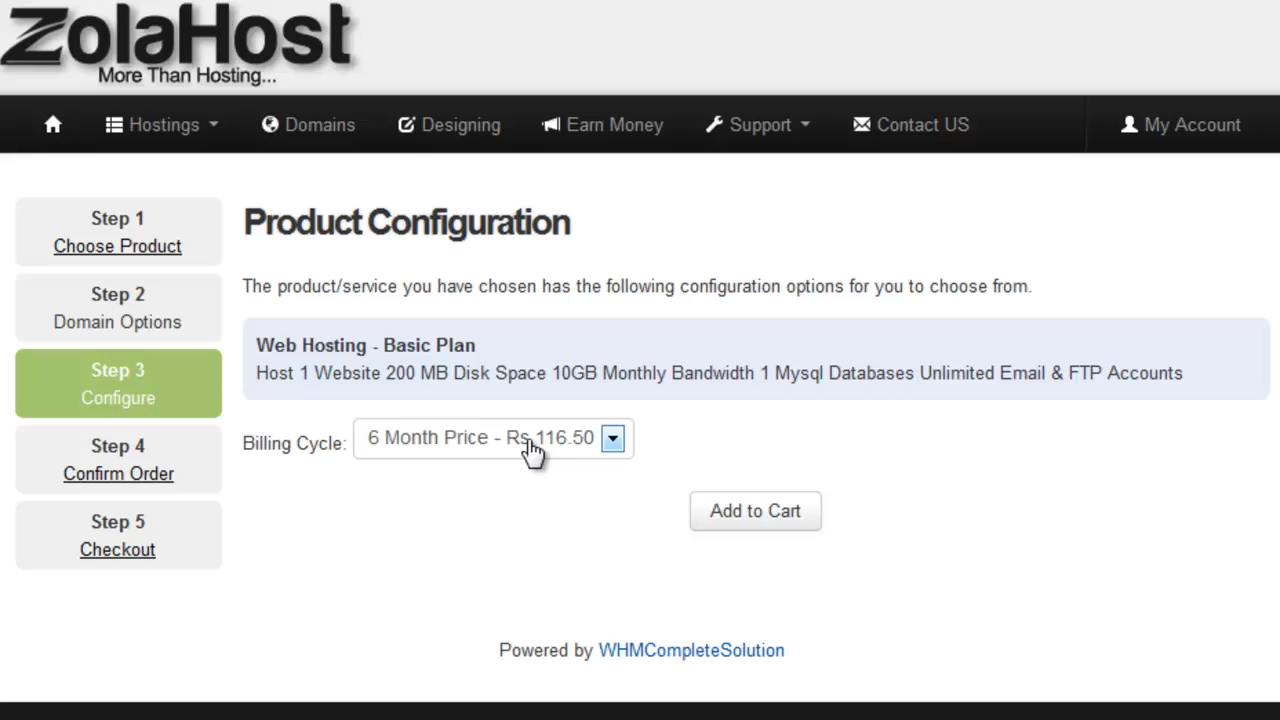 ZolaHost
More Than Hosting...
Hostings
Domains
Designing
Earn Money
Support
Contact US
My Account
Step 1
Choose Product
Step 2
Domain Options
Step 3
Configure
Step 4
Confirm Order
Step 5
Checkout
Product Configuration
The product/service you have chosen has the following configuration options for you to choose from.
Web Hosting - Basic Plan
Host 1 Website 200 MB Disk Space 10GB Monthly Bandwidth 1 Mysql Databases Unlimited Email & FTP Accounts
Billing Cycle: 6 Month Price - Rs 116.50
Add to Cart
Powered by WHMCompleteSolution